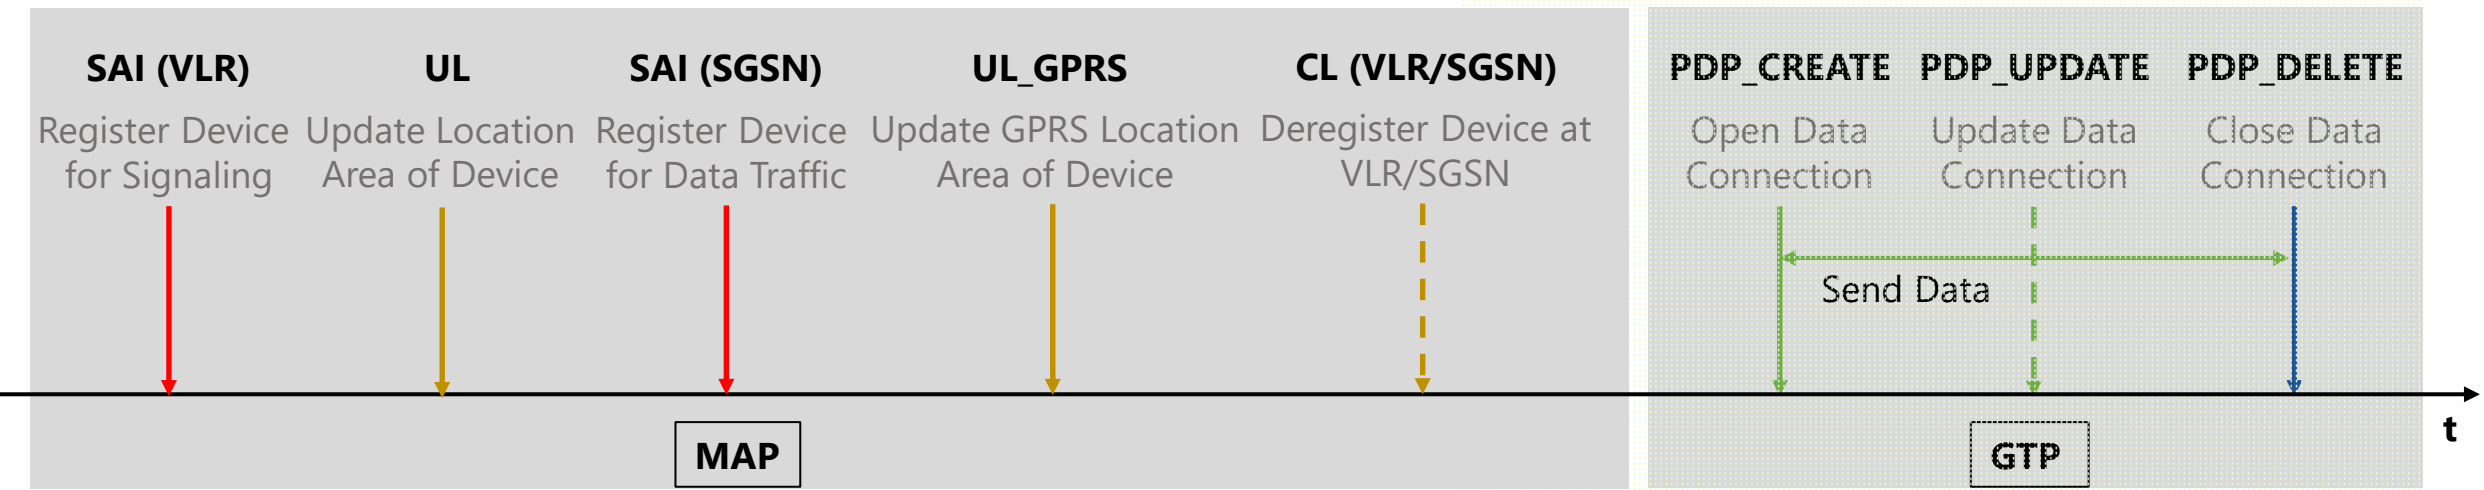 SAI (VLR)
Register Device
for Signaling
UL
Update Location
Area of Device
SAI (SGSN)
Register Device
for Data Traffic
UL_GPRS
Update GPRS Location
Area of Device
CL (VLR/SGSN)
Deregister Device at
VLR/SGSN
PDP_CREATE
Open Data
Connection
PDP_UPDATE
Update Data
Connection
PDP_DELETE
Close Data
Connection
Send Data
MAP
GTP
t